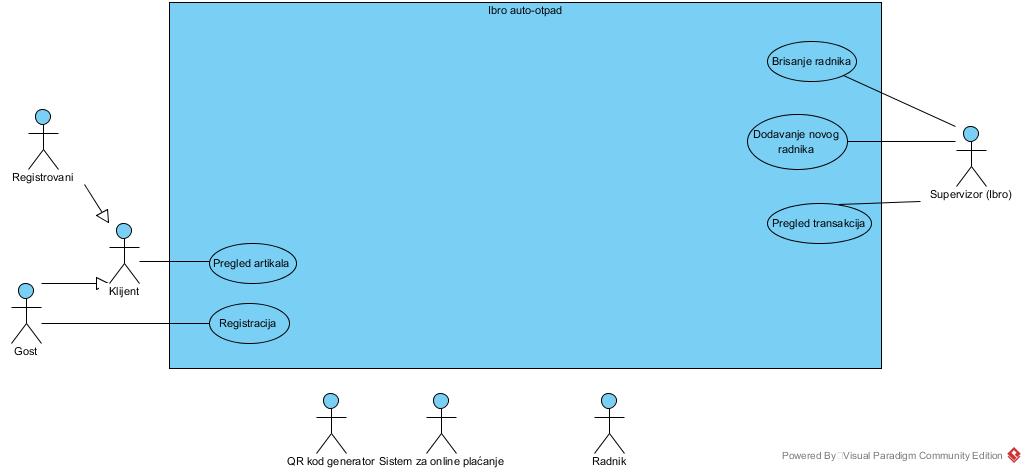 Ibro auto-otpad
Brisanje radnika
Dodavanje novog
radnika
Registrovani
Supervizor (Ibro)
Pregled transakcija
Pregled artikala
Klijent
Registracija
Gost
QR kod generator
Sistem za online plaćanje
Radnik
Powered By Visual Paradigm Community Edition